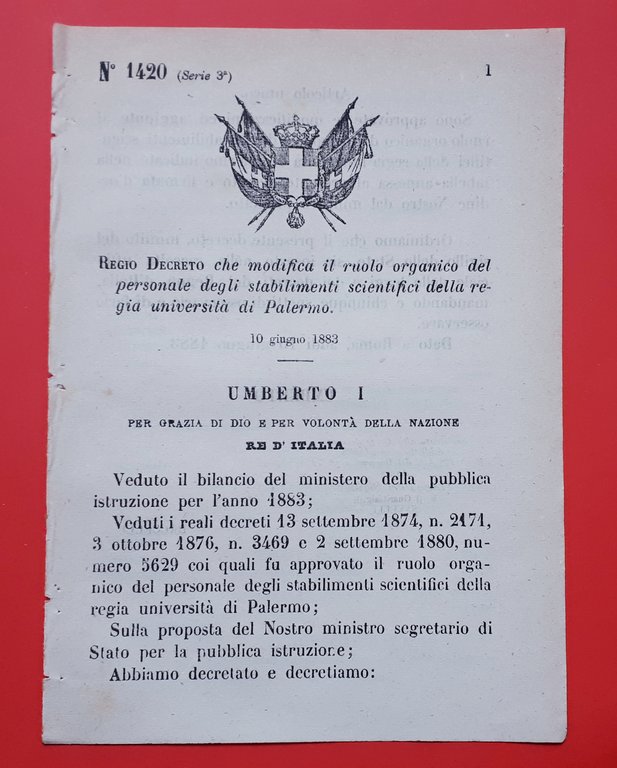 N° 1420 (Serie 3ª) 1
REGIO DECRETO che modifica il ruolo organico del
personale degli stabilimenti scientifici della re-
gia università di Palermo.
10 giugno 1883
UMBERTO I
PER GRAZIA DI DIO E PER VOLONTÀ DELLA NAZIONE
RE D' ITALIA
Veduto il bilancio del ministero della pubblica
istruzione per l'anno 1883;
Veduti i reali decreti 13 settembre 1874, n. 2171,
3 ottobre 1876, n. 3469 e 2 settembre 1880, nu-
mero 5629 coi quali fu approvato il ruolo orga-
nico del personale degli stabilimenti scientifici della
regia università di Palermo;
Sulla proposta del Nostro ministro segretario di
Stato per la pubblica istruzione;
Abbiamo decretato e decretiamo: